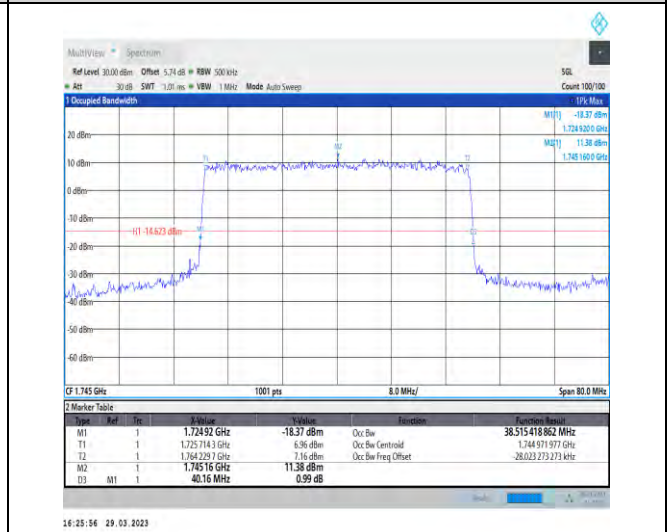 MultiView Spectrum
Ref Level 30.00 dBm Offset 5.74 dB RBW 500 kHz SGL
Att 30 dB SWT 1.01 ms VBW 1 MHz Mode Auto Sweep Count 100/100
1 Occupied Bandwidth 1Pk Max
M1[1] -18.37 dBm
1.724 920 0 GHz
M2[1] 11.38 dBm
1.745 160 0 GHz
20 dBm
M2
T1 T2
10 dBm
0 dBm
-10 dBm
H1 -14.623 dBm M1 D3
-20 dBm
-30 dBm
-40 dBm
-50 dBm
-60 dBm
CF 1.745 GHz 1001 pts 8.0 MHz/ Span 80.0 MHz
2 Marker Table
Type Ref Trc X-Value Y-Value Function Function Result
M1 1 1.724 92 GHz -18.37 dBm Occ Bw 38.515 418 862 MHz
T1 1 1.725 714 3 GHz 6.96 dBm Occ Bw Centroid 1.744 971 977 GHz
T2 1 1.764 229 7 GHz 7.16 dBm Occ Bw Freq Offset -28.023 273 273 kHz
M2 1 1.745 16 GHz 11.38 dBm
D3 M1 1 40.16 MHz 0.99 dB
16:25:56 29.03.2023